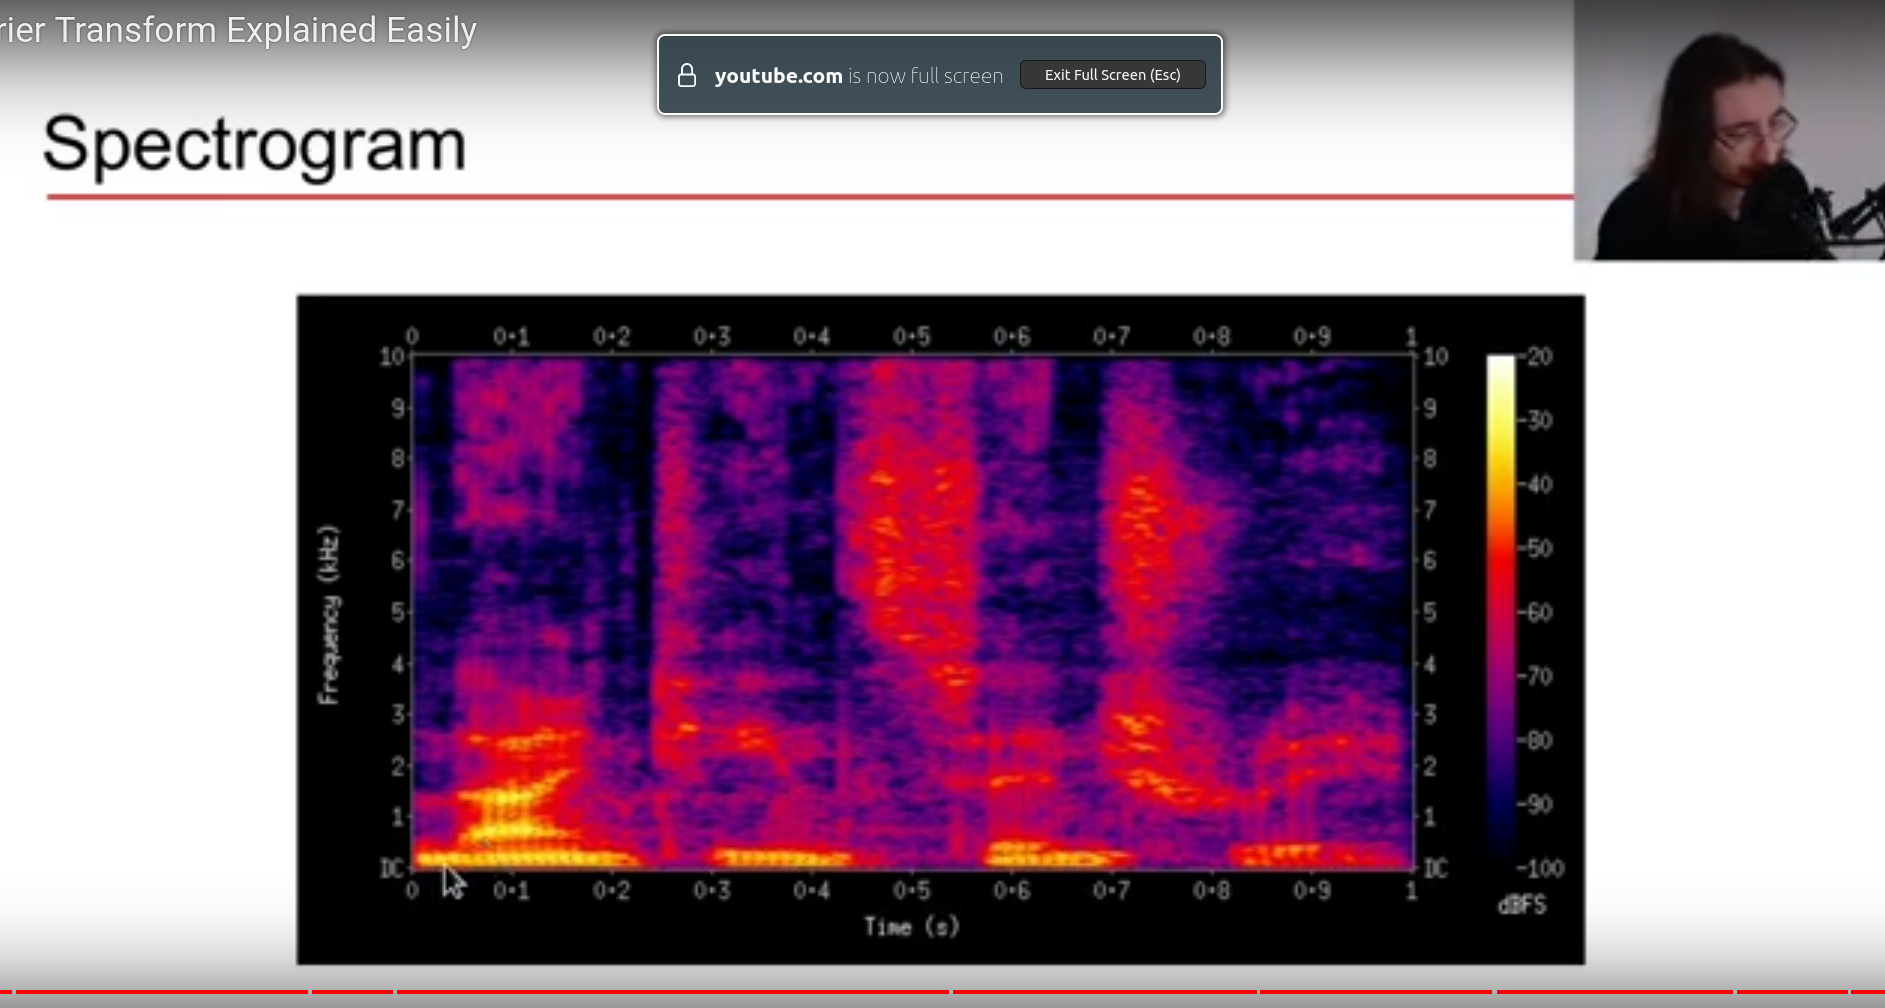 rier Transform Explained Easily
youtube.com is now full screen
Exit Full Screen (Esc)
Spectrogram
0 0.1 0.2 0.3 0.4 0.5 0.6 0.7 0.8 0.9 1
10 10 -20
9 9 -30
8 8 -40
7 7 -50
6 6 -60
5 5 -70
4 4 -80
3 3 -90
2 2 -100
1 1
DC DC
0 0.1 0.2 0.3 0.4 0.5 0.6 0.7 0.8 0.9 1
Frequency (kHz)
Time (s)
dBFS